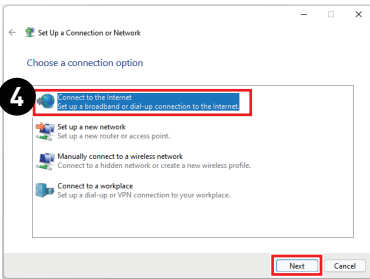 Set Up a Connection or Network
Choose a connection option
4
Connect to the Internet
Set up a broadband or dial-up connection to the Internet.
Set up a new network
Set up a new router or access point.
Manually connect to a wireless network
Connect to a hidden network or create a new wireless profile.
Connect to a workplace
Set up a dial-up or VPN connection to your workplace.
Next Cancel